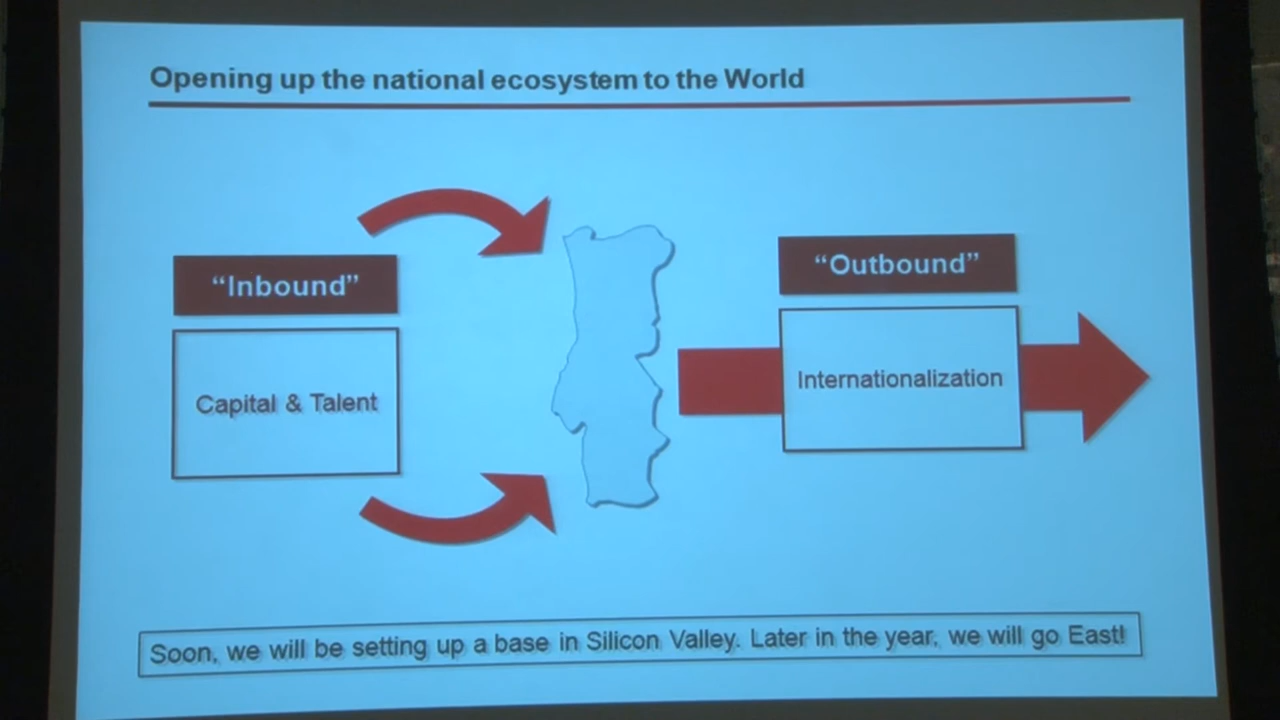 Opening up the national ecosystem to the World
“Inbound”
Capital & Talent
“Outbound”
Internationalization
Soon, we will be setting up a base in Silicon Valley. Later in the year, we will go East!